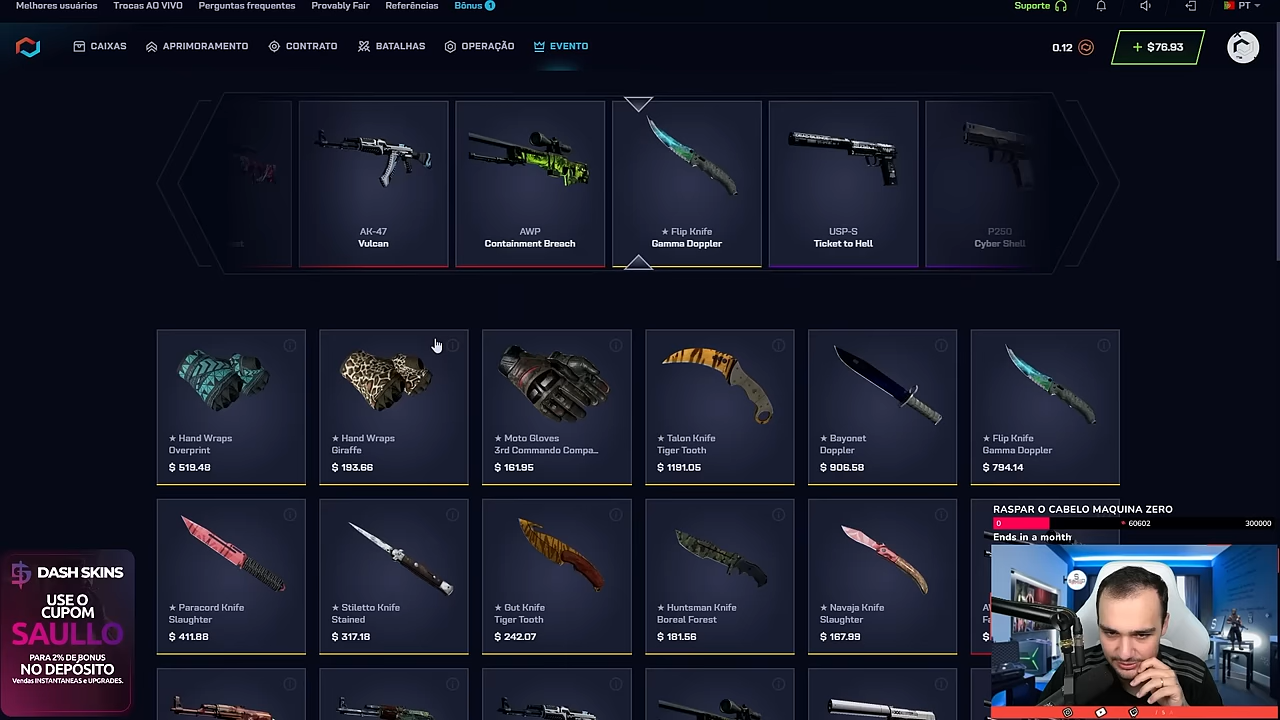 Melhores usuários
Trocas AO VIVO
Perguntas frequentes
Provably Fair
Referências
Bônus
Suporte
PT
CAIXAS
APRIMORAMENTO
CONTRATO
BATALHAS
OPERAÇÃO
EVENTO
0.12
+ $76.93
AK-47
Vulcan
AWP
Containment Breach
★ Flip Knife
Gamma Doppler
USP-S
Ticket to Hell
P250
Cyber Shell
★ Hand Wraps
Overprint
$ 519.48
★ Hand Wraps
Giraffe
$ 193.66
★ Moto Gloves
3rd Commando Compa...
$ 161.95
★ Talon Knife
Tiger Tooth
$ 1191.05
★ Bayonet
Doppler
$ 906.58
★ Flip Knife
Gamma Doppler
$ 794.14
★ Paracord Knife
Slaughter
$ 411.88
★ Stiletto Knife
Stained
$ 317.18
★ Gut Knife
Tiger Tooth
$ 242.07
★ Huntsman Knife
Boreal Forest
$ 181.56
★ Navaja Knife
Slaughter
$ 167.99
RASPAR O CABELO MAQUINA ZERO
0
60602
300000
Ends in a month
DASH SKINS
USE O
CUPOM
SAULLO
PARA 2% DE BONUS
NO DEPÓSITO
Vendas INSTANTANEAS e UPGRADES.